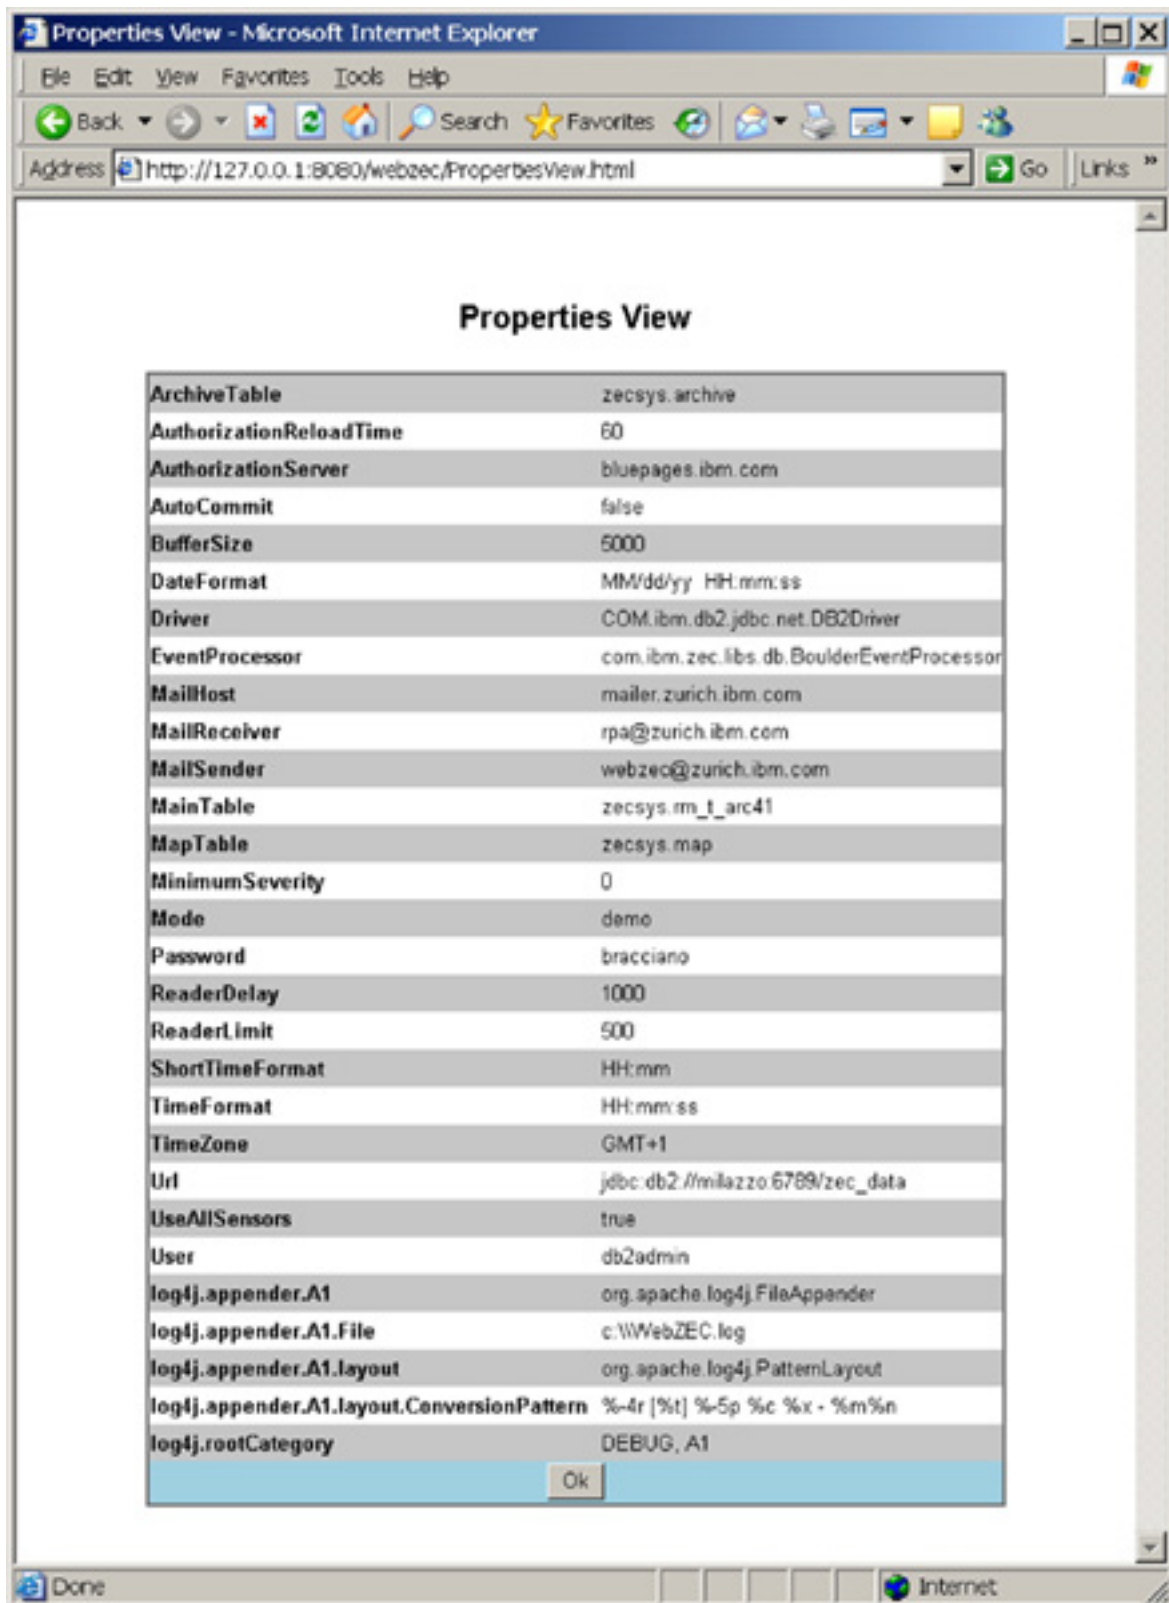 Properties View - Microsoft Internet Explorer
File Edit View Favorites Tools Help
Back Search Favorites
Address http://127.0.0.1:8080/webzec/PropertiesView.html Go Links »
Properties View
ArchiveTable zecsys.archive
AuthorizationReloadTime 60
AuthorizationServer bluepages.ibm.com
AutoCommit false
BufferSize 5000
DateFormat MM/dd/yy HH:mm:ss
Driver COM.ibm.db2.jdbc.net.DB2Driver
EventProcessor com.ibm.zec.libs.db.BoulderEventProcessor
MailHost mailer.zurich.ibm.com
MailReceiver rpa@zurich.ibm.com
MailSender webzec@zurich.ibm.com
MainTable zecsys.rm_t_arc41
MapTable zecsys.map
MinimumSeverity 0
Mode demo
Password bracciano
ReaderDelay 1000
ReaderLimit 500
ShortTimeFormat HH:mm
TimeFormat HH:mm:ss
TimeZone GMT+1
Url jdbc:db2://milazzo:6789/zec_data
UseAllSensors true
User db2admin
log4j.appender.A1 org.apache.log4j.FileAppender
log4j.appender.A1.File c:\\WebZEC.log
log4j.appender.A1.layout org.apache.log4j.PatternLayout
log4j.appender.A1.layout.ConversionPattern %-4r [%t] %-5p %c %x - %m%n
log4j.rootCategory DEBUG, A1
Ok
Done Internet